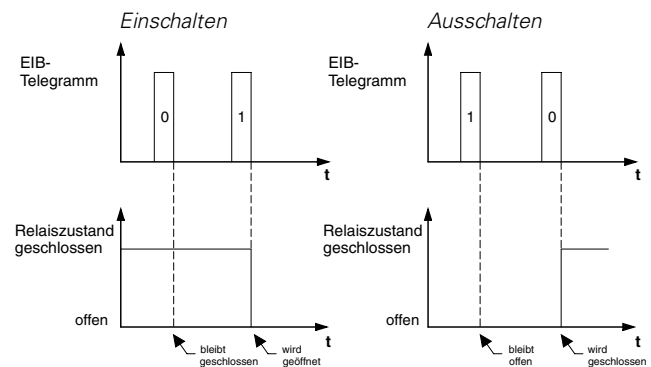 Einschalten
EIB-
Telegramm
0
1
t
Relaiszustand
geschlossen
offen
t
bleibt
geschlossen
wird
geöffnet
Ausschalten
EIB-
Telegramm
1
0
t
Relaiszustand
geschlossen
offen
t
bleibt
offen
wird
geschlossen